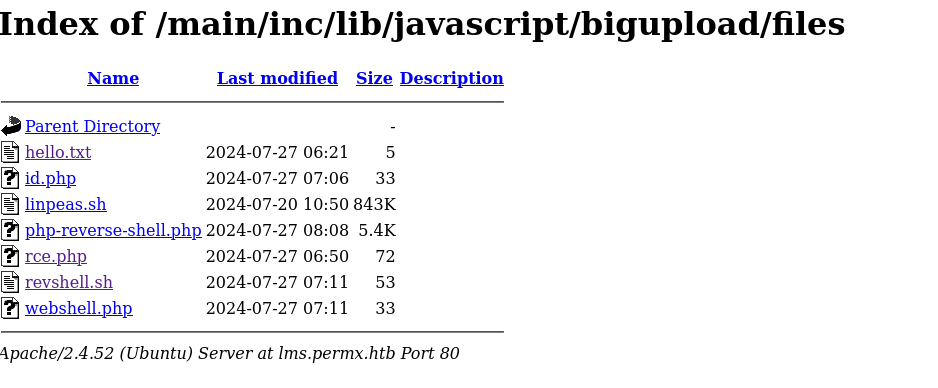 Index of /main/inc/lib/javascript/bigupload/files
Name Last modified Size Description
Parent Directory -
hello.txt 2024-07-27 06:21 5
id.php 2024-07-27 07:06 33
linpeas.sh 2024-07-20 10:50 843K
php-reverse-shell.php 2024-07-27 08:08 5.4K
rce.php 2024-07-27 06:50 72
revshell.sh 2024-07-27 07:11 53
webshell.php 2024-07-27 07:11 33
Apache/2.4.52 (Ubuntu) Server at lms.permx.htb Port 80